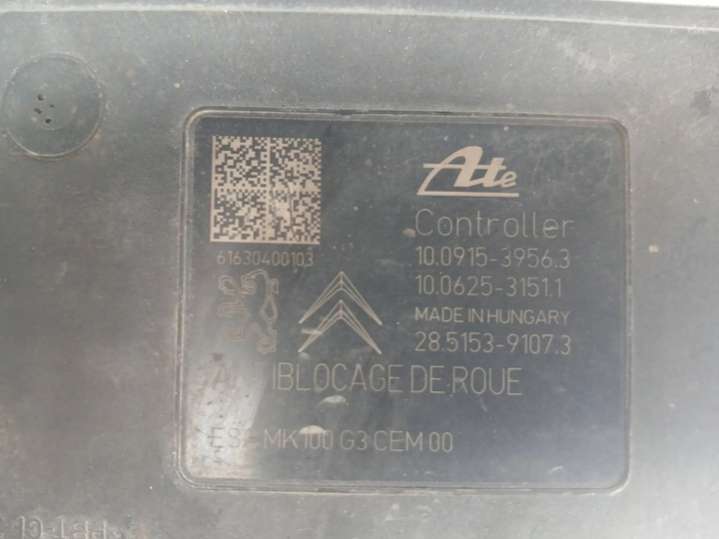 Ate
Controller
61630400103
10.0915-3956.3
10.0625-3151.1
MADE IN HUNGARY
28.5153-9107.3
DE ROUE
MK100 G3 CEM 00